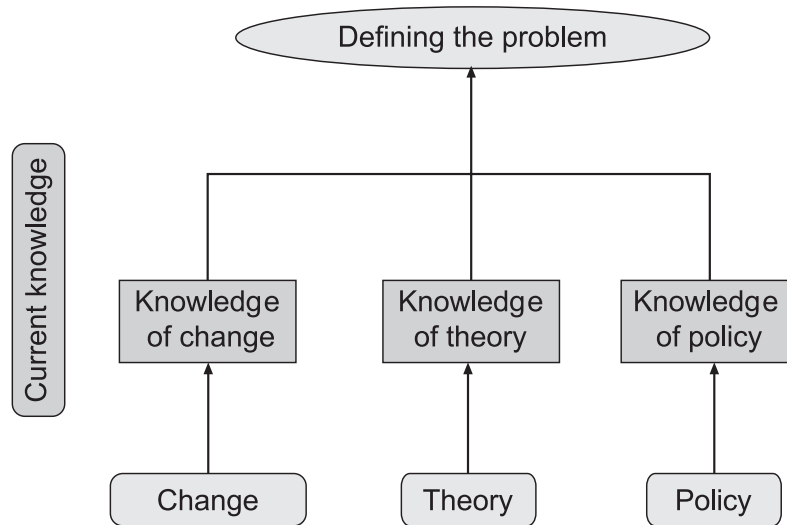 Defining the problem
Current knowledge
Knowledge
of change
Knowledge
of theory
Knowledge
of policy
Change
Theory
Policy